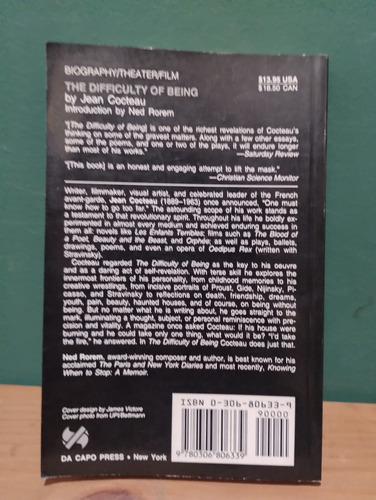 BIOGRAPHY/THEATER/FILM
$13.95 USA
$18.50 CAN
THE DIFFICULTY OF BEING
by Jean Cocteau
Introduction by Ned Rorem
"[The Difficulty of Being] is one of the richest revelations of Cocteau's
thinking on some of the gravest matters. Along with a few other essays,
some of the poems, and one or two of the plays, it will endure longer
than most of his works."
—Saturday Review
"[This book] is an honest and engaging attempt to lift the mask."
—Christian Science Monitor
Writer, filmmaker, visual artist, and celebrated leader of the French
avant-garde, Jean Cocteau (1889–1963) once announced, "One must
know how to go too far." The astounding scope of his work stands as
a testament to that revolutionary spirit. Throughout his life he boldly ex-
perimented in almost every medium and achieved enduring success in
them all: novels like Les Enfants Terribles; films such as The Blood of
a Poet, Beauty and the Beast, and Orphée; as well as plays, ballets,
drawings, poems, and even an opera of Oedipus Rex (written with
Stravinsky).
Cocteau regarded The Difficulty of Being as the key to his oeuvre
and as a daring act of self-revelation. With terse skill he explores the
innermost frontiers of his personality, from childhood memories to his
creative wrestlings, from incisive portraits of Proust, Gide, Nijinsky, Pi-
casso, and Stravinsky to reflections on death, friendship, dreams,
youth, pain, beauty, haunted houses, and, of course, on being without
being. But no matter what he is writing about, he goes straight to the
mark, illuminating a thought, subject, or personal reminiscence with pre-
cision and vitality. A magazine once asked Cocteau: if his house were
burning and he could take only one thing, what would it be? "I'd take
the fire," he answered. In The Difficulty of Being Cocteau does just that.
Ned Rorem, award-winning composer and author, is best known for his
acclaimed The Paris and New York Diaries and most recently, Knowing
When to Stop: A Memoir.
Cover design by James Victore
Cover photo from UPI/Bettmann
DA CAPO PRESS • New York
ISBN 0-306-80633-9
90000
9 780306 806339